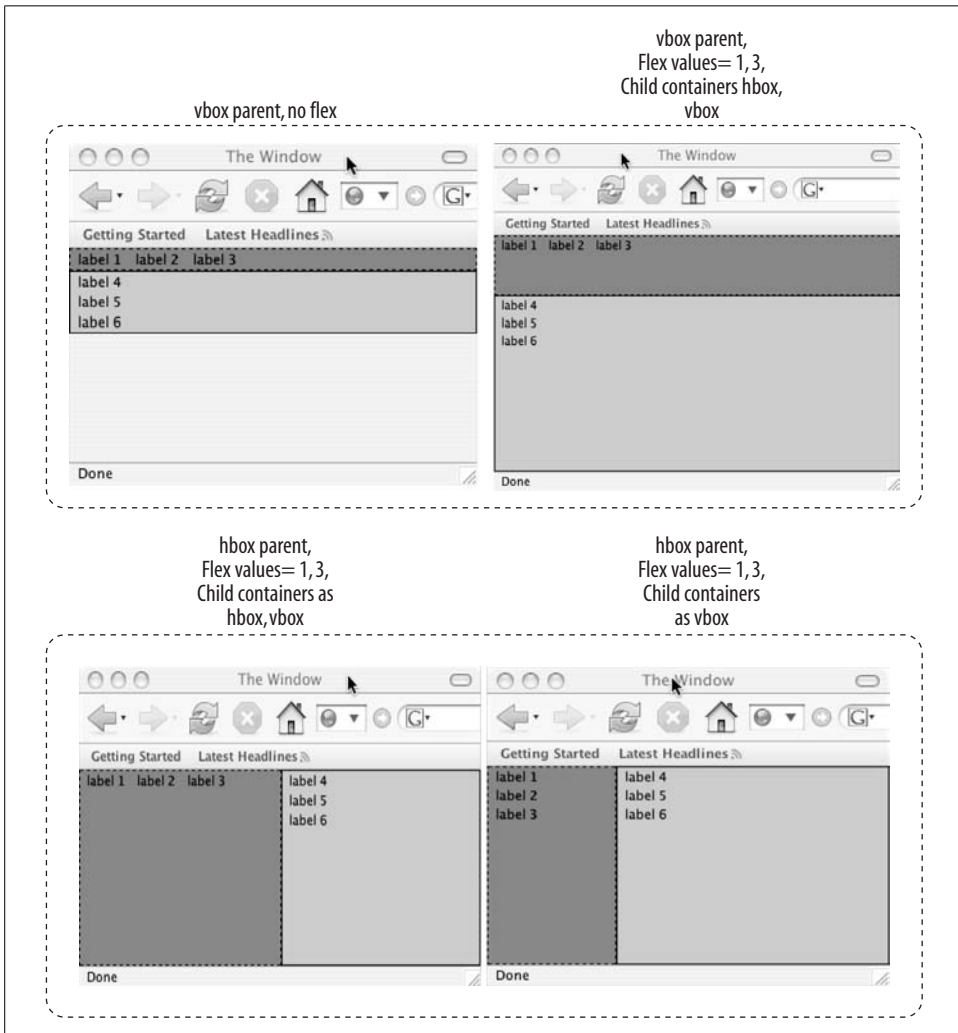 vbox parent, no flex
vbox parent,
Flex values= 1, 3,
Child containers hbox,
vbox
The Window
G
Getting Started Latest Headlines
label 1 label 2 label 3
label 4
label 5
label 6
Done
The Window
G
Getting Started Latest Headlines
label 1 label 2 label 3
label 4
label 5
label 6
Done
hbox parent,
Flex values= 1, 3,
Child containers as
hbox, vbox
hbox parent,
Flex values= 1, 3,
Child containers
as vbox
The Window
G
Getting Started Latest Headlines
label 1 label 2 label 3
label 4
label 5
label 6
Done
The Window
G
Getting Started Latest Headlines
label 1
label 2
label 3
label 4
label 5
label 6
Done